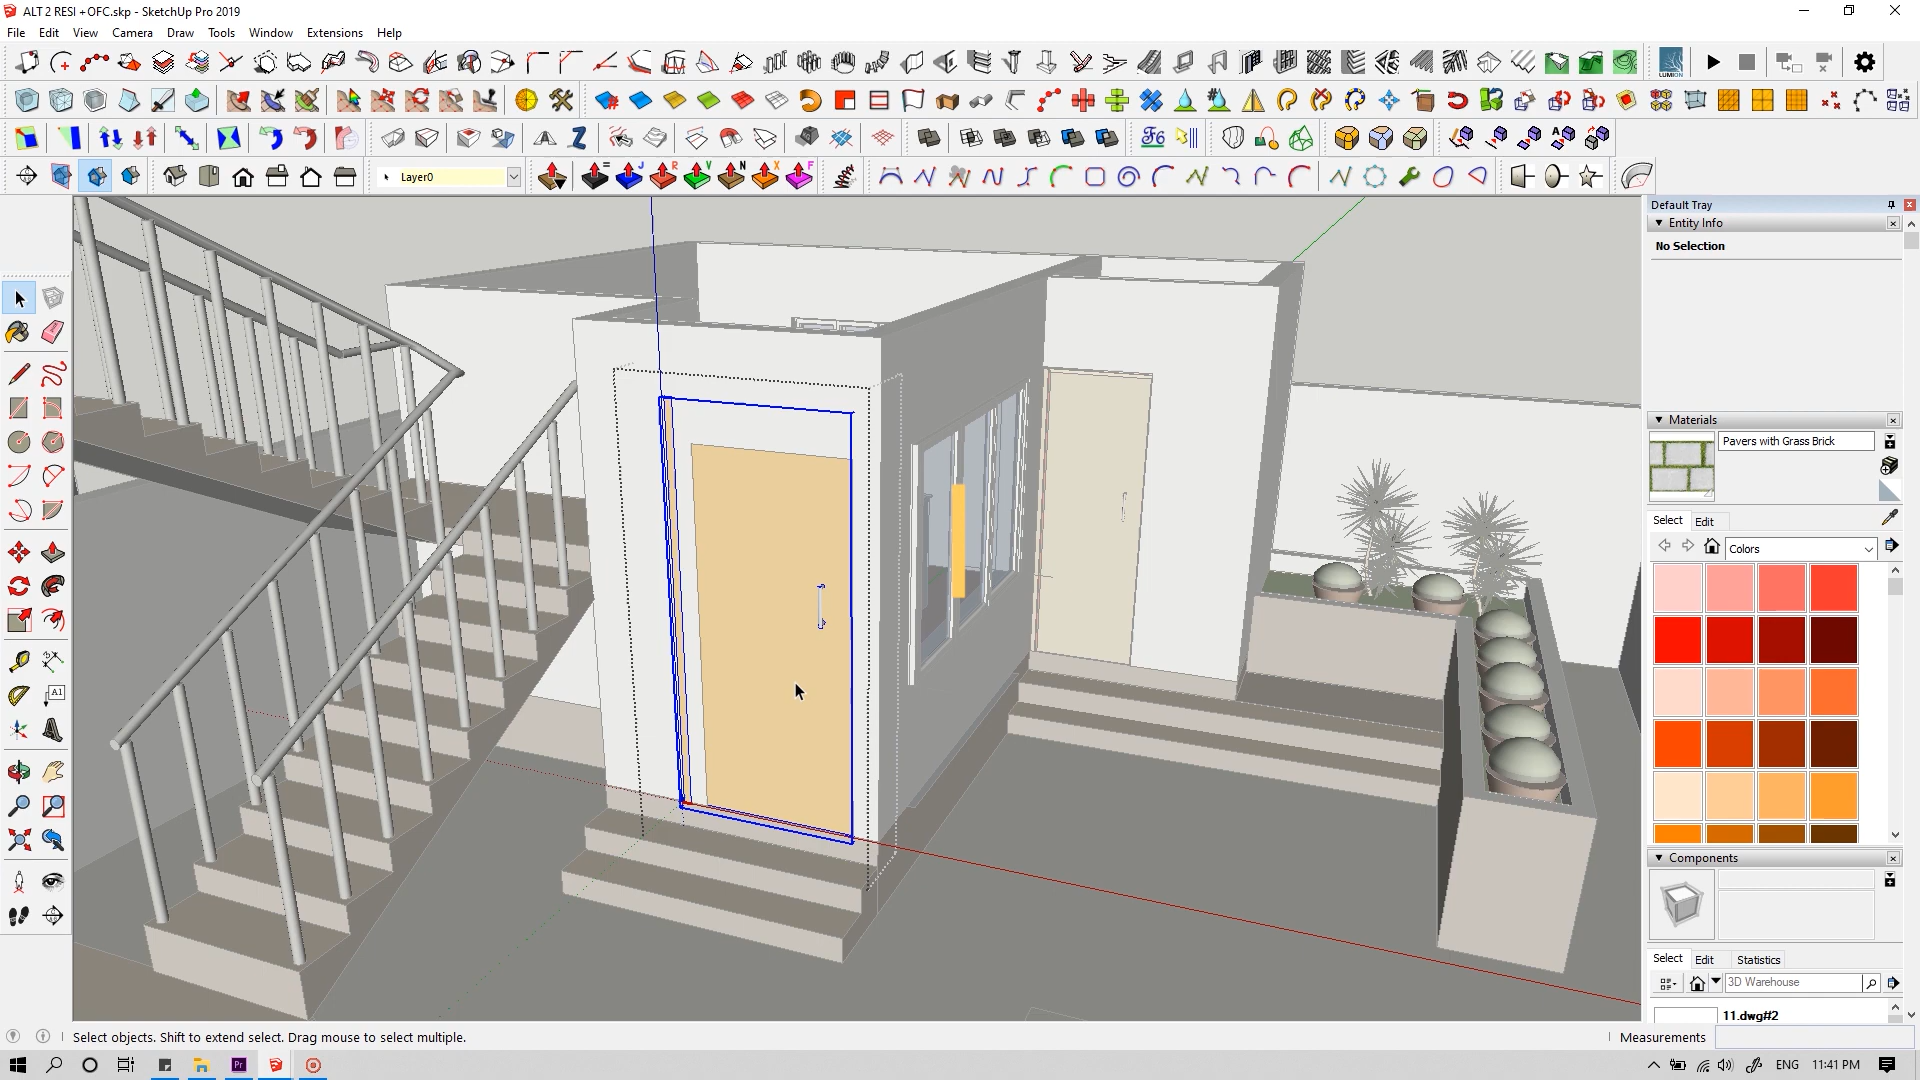 ALT 2 RESI +OFC.skp - SketchUp Pro 2019
File Edit View Camera Draw Tools Window Extensions Help
LUMION
Layer0
Default Tray
Entity Info
No Selection
Materials
Pavers with Grass Brick
Select Edit
Colors
Components
Select Edit Statistics
3D Warehouse
11.dwg#2
Select objects. Shift to extend select. Drag mouse to select multiple.
Measurements
Pr
ENG 11:41 PM